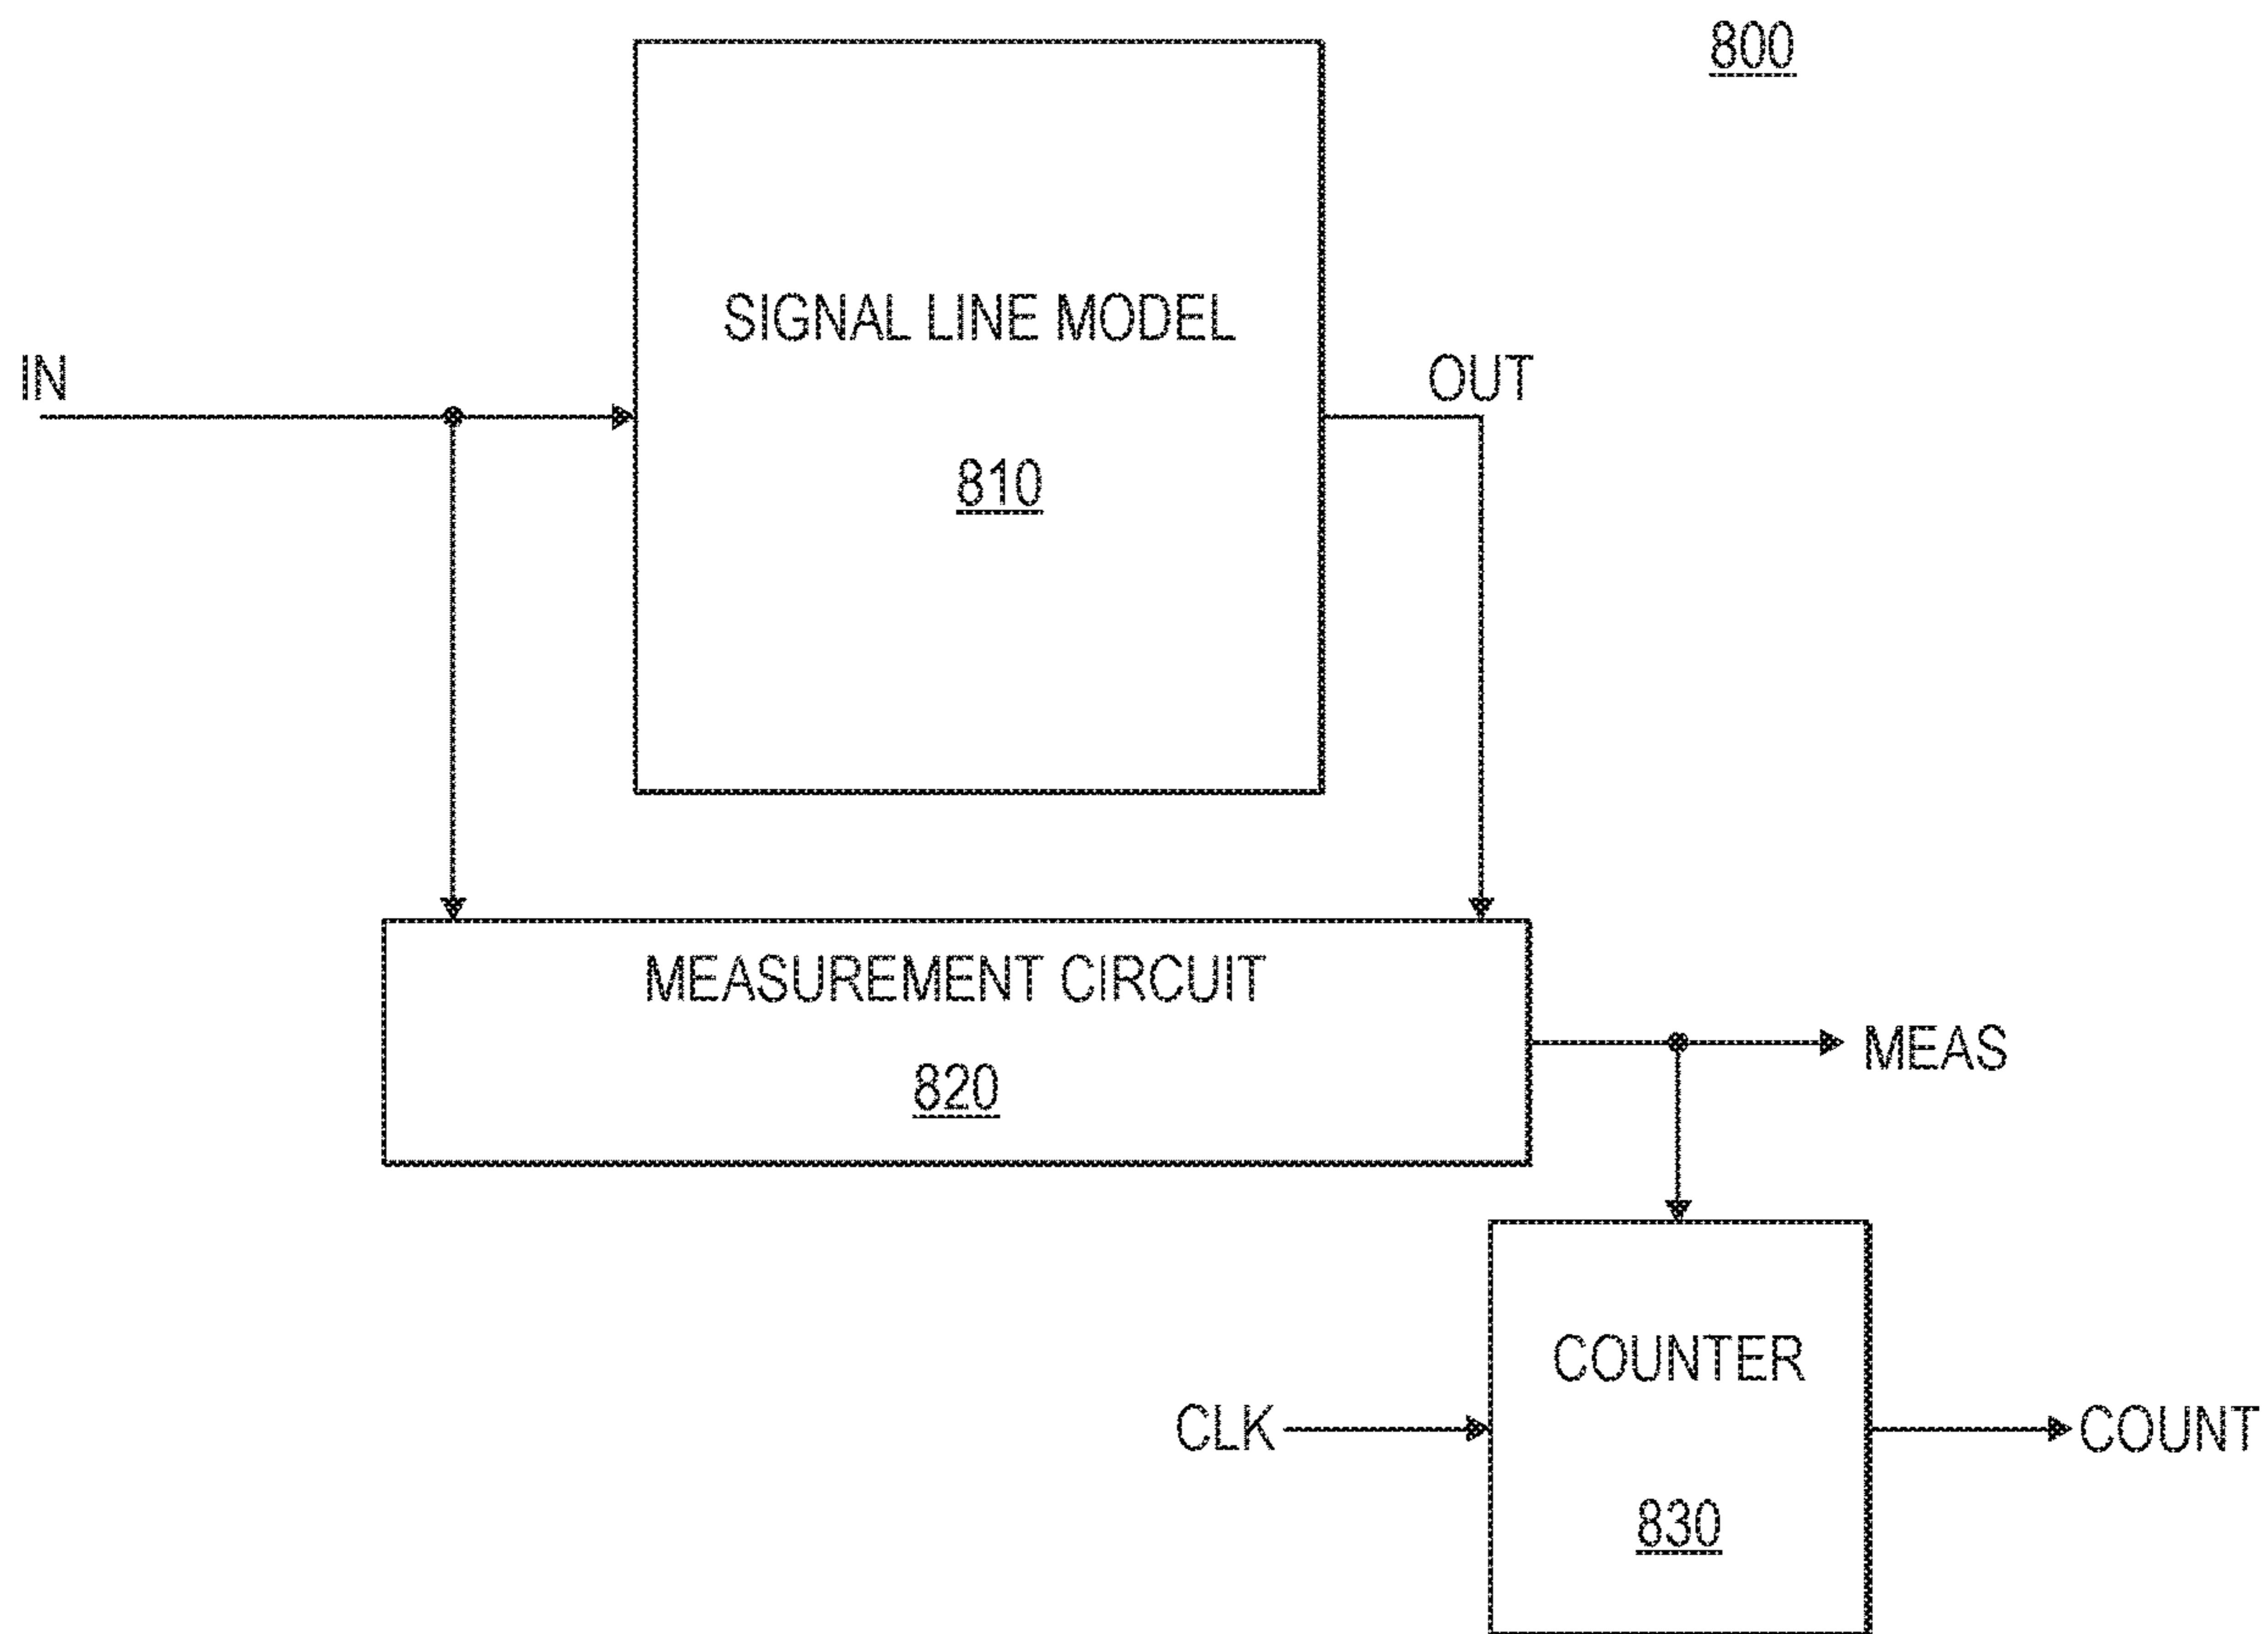 800
SIGNAL LINE MODEL
810
IN
OUT
MEASUREMENT CIRCUIT
820
MEAS
COUNTER
830
CLK
COUNT